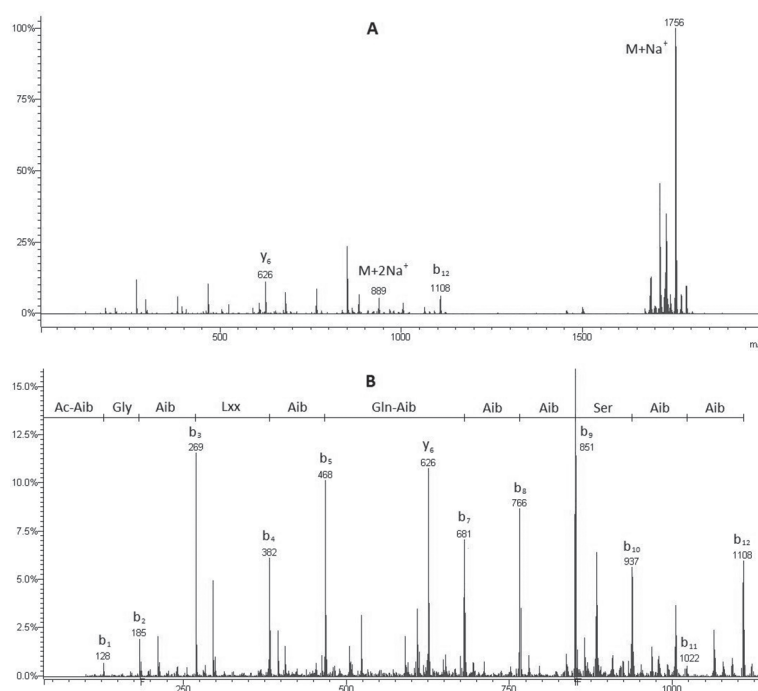 A
100%
1756
M+Na⁺
75%
50%
25%
y₆
626
M+2Na⁺
889
b₁₂
1108
0%
500
1000
1500
m/
B
15.0%
Ac-Aib Gly Aib Lxx Aib Gln-Aib Aib Aib Ser Aib Aib
12.5%
b₃
269
b₉
851
y₆
626
b₅
468
10.0%
b₈
766
7.5%
b₇
681
b₄
382
b₁₂
1108
b₁₀
937
5.0%
2.5%
b₂
185
b₁
128
b₁₁
1022
0.0%
250
750
1000